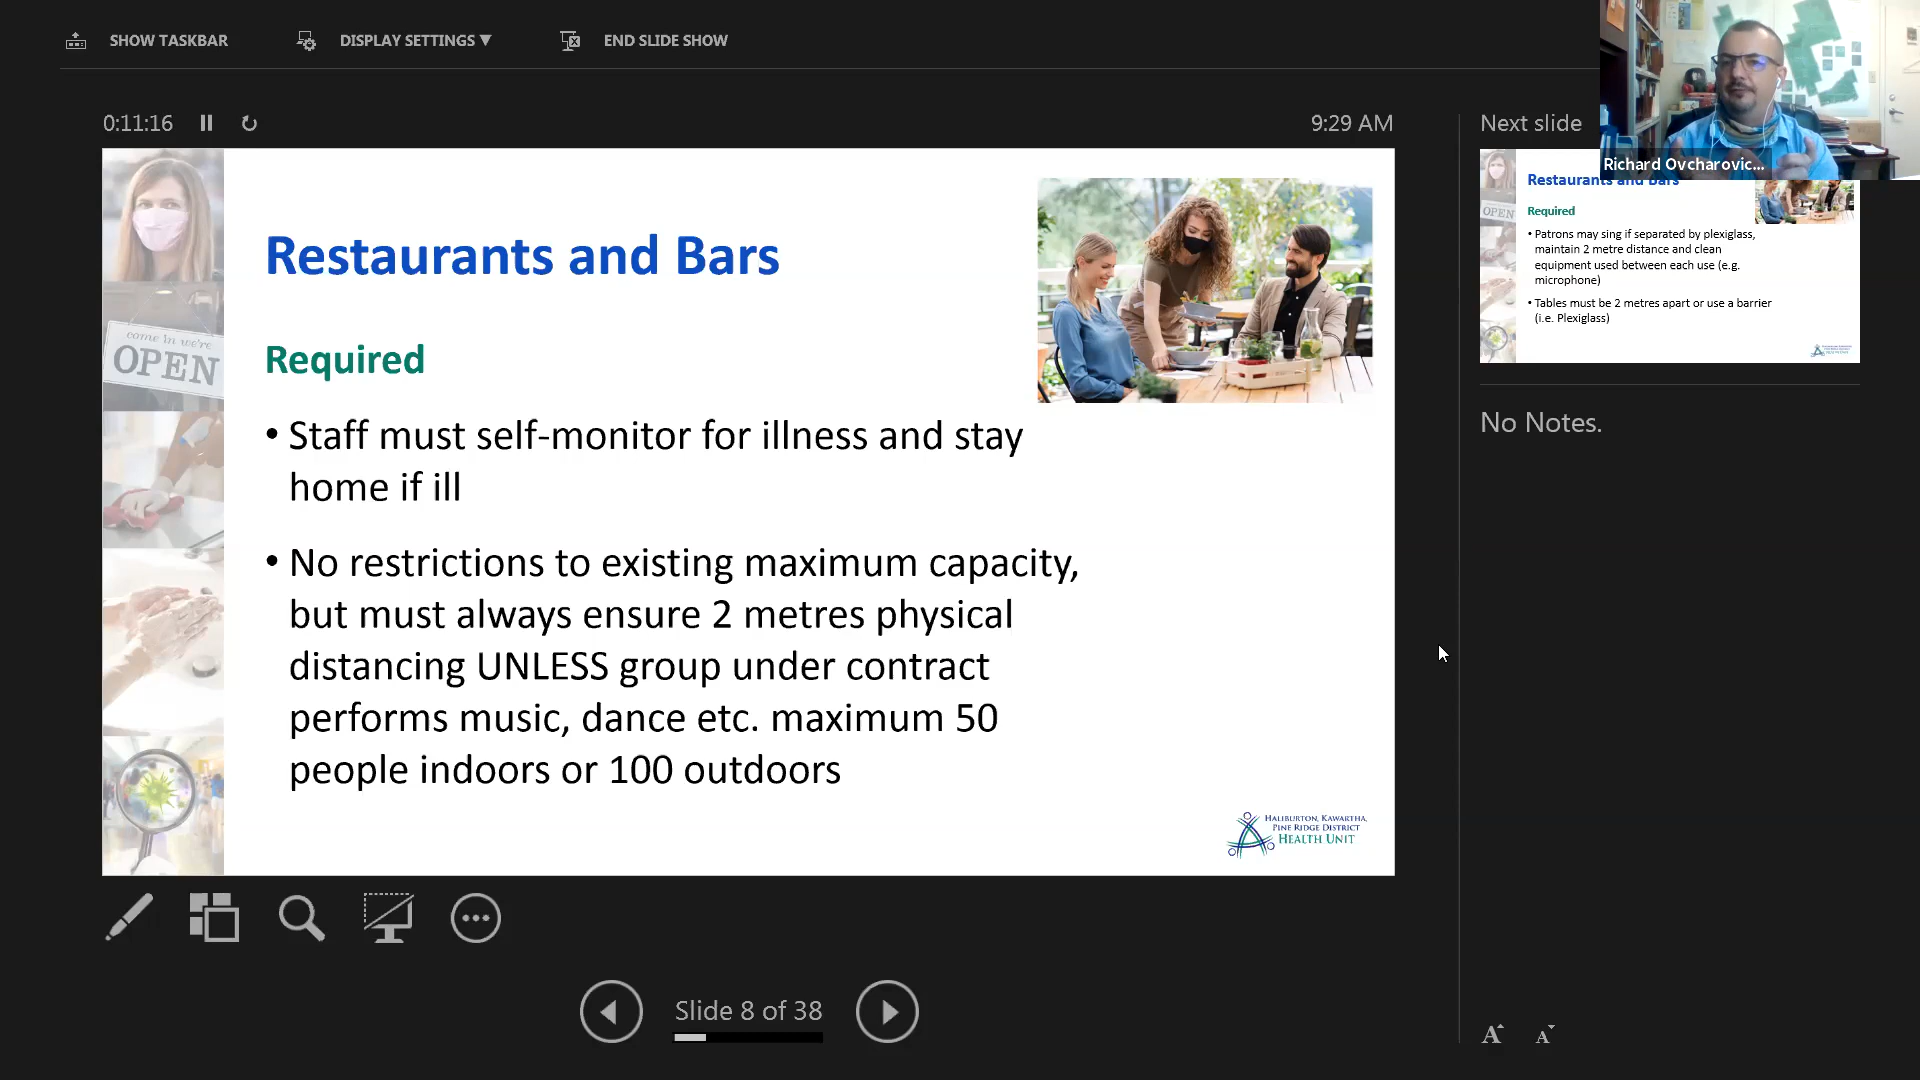 SHOW TASKBAR
DISPLAY SETTINGS ▼
END SLIDE SHOW
0:11:16
9:29 AM
Next slide
Richard Ovcharovic...
come in we're
OPEN
Restaurants and Bars
Required
• Staff must self-monitor for illness and stay
home if ill
• No restrictions to existing maximum capacity,
but must always ensure 2 metres physical
distancing UNLESS group under contract
performs music, dance etc. maximum 50
people indoors or 100 outdoors
HALIBURTON, KAWARTHA,
PINE RIDGE DISTRICT
HEALTH UNIT
Restaurants and Bars
Required
OPEN
• Patrons may sing if separated by plexiglass,
maintain 2 metre distance and clean
equipment used between each use (e.g.
microphone)
• Tables must be 2 metres apart or use a barrier
(i.e. Plexiglass)
No Notes.
Slide 8 of 38
A A